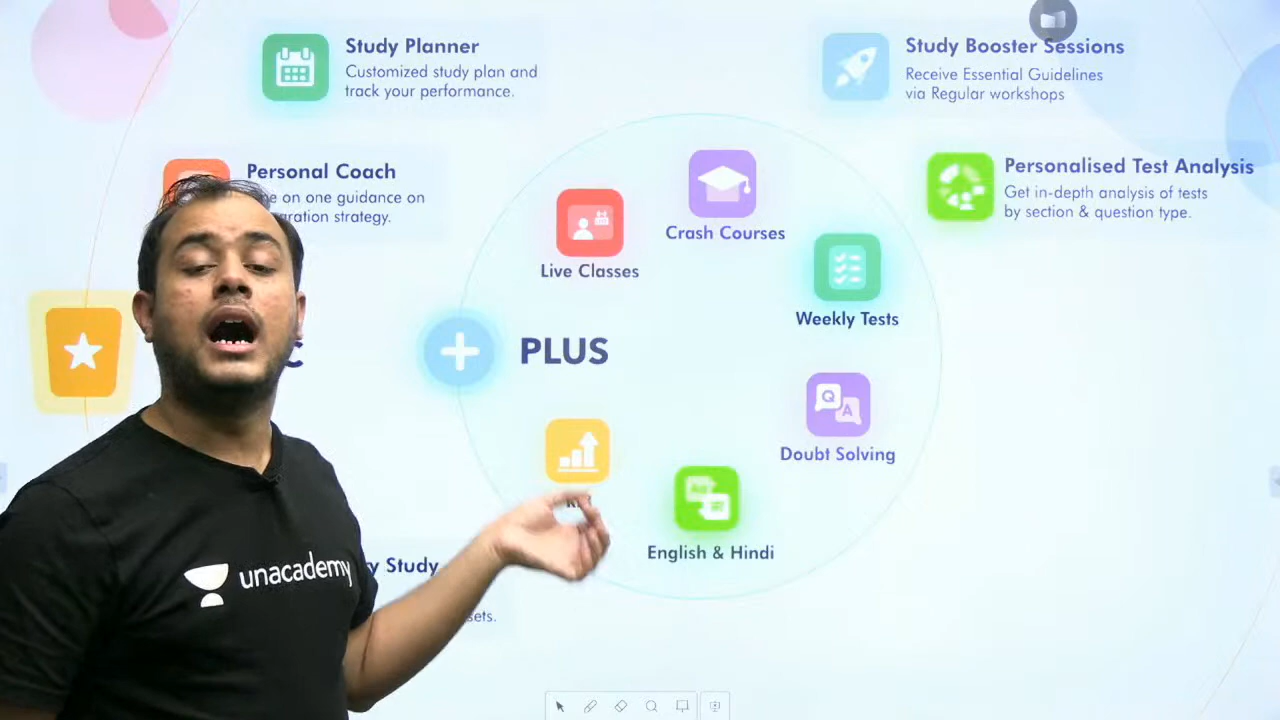 Study Planner
Customized study plan and
track your performance.
Study Booster Sessions
Receive Essential Guidelines
via Regular workshops
Personal Coach
on one guidance on
strategy.
Personalised Test Analysis
Get in-depth analysis of tests
by section & question type.
Crash Courses
Live Classes
Weekly Tests
PLUS
Q
A
Doubt Solving
English & Hindi
Study
unacademy